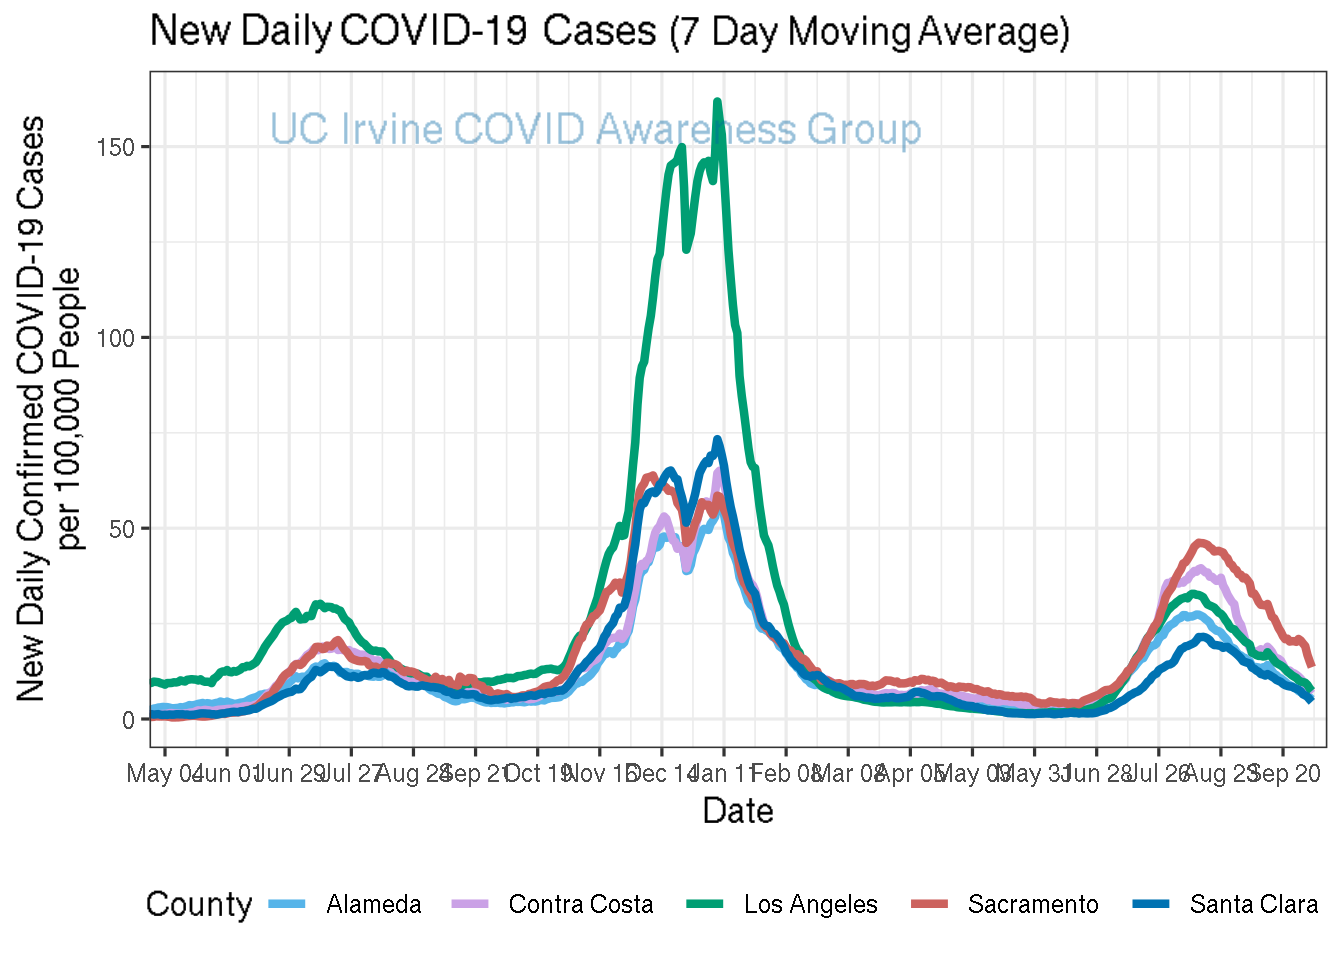 New Daily COVID-19 Cases (7 Day Moving Average)
UC Irvine COVID Awareness Group
New Daily Confirmed COVID-19 Cases
per 100,000 People
150
100
50
0
May 04 Jun 01 Jun 29 Jul 27 Aug 24 Sep 21 Oct 19 Nov 16 Dec 14 Jan 11 Feb 08 Mar 08 Apr 05 May 03 May 31 Jun 28 Jul 26 Aug 23 Sep 20
Date
County Alameda Contra Costa Los Angeles Sacramento Santa Clara